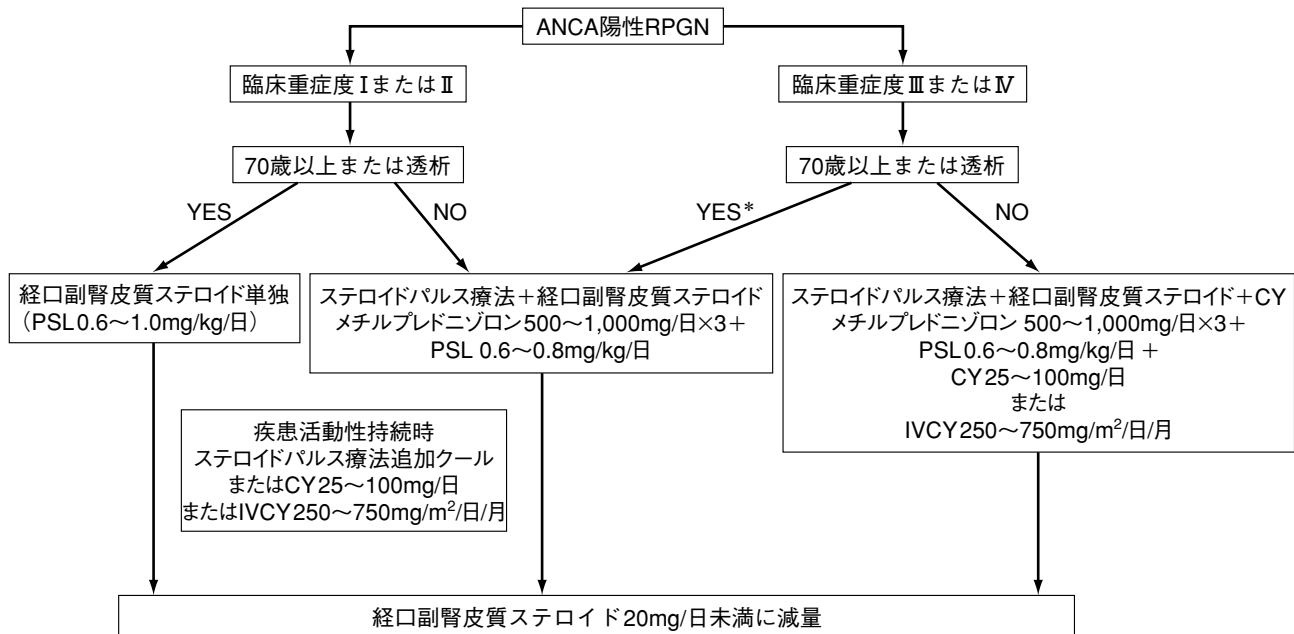 ANCA陽性RPGN
臨床重症度ⅠまたはⅡ
臨床重症度ⅢまたはⅣ
70歳以上または透析
70歳以上または透析
YES
NO
YES*
NO
経口副腎皮質ステロイド単独
（PSL0.6〜1.0mg/kg/日）
ステロイドパルス療法＋経口副腎皮質ステロイド
メチルプレドニゾロン500〜1,000mg/日×3＋
PSL 0.6〜0.8mg/kg/日
ステロイドパルス療法＋経口副腎皮質ステロイド＋CY
メチルプレドニゾロン 500〜1,000mg/日×3＋
PSL0.6〜0.8mg/kg/日 ＋
CY25〜100mg/日
または
IVCY250〜750mg/m²/日/月
疾患活動性持続時
ステロイドパルス療法追加クール
またはCY25〜100mg/日
またはIVCY250〜750mg/m²/日/月
経口副腎皮質ステロイド20mg/日未満に減量